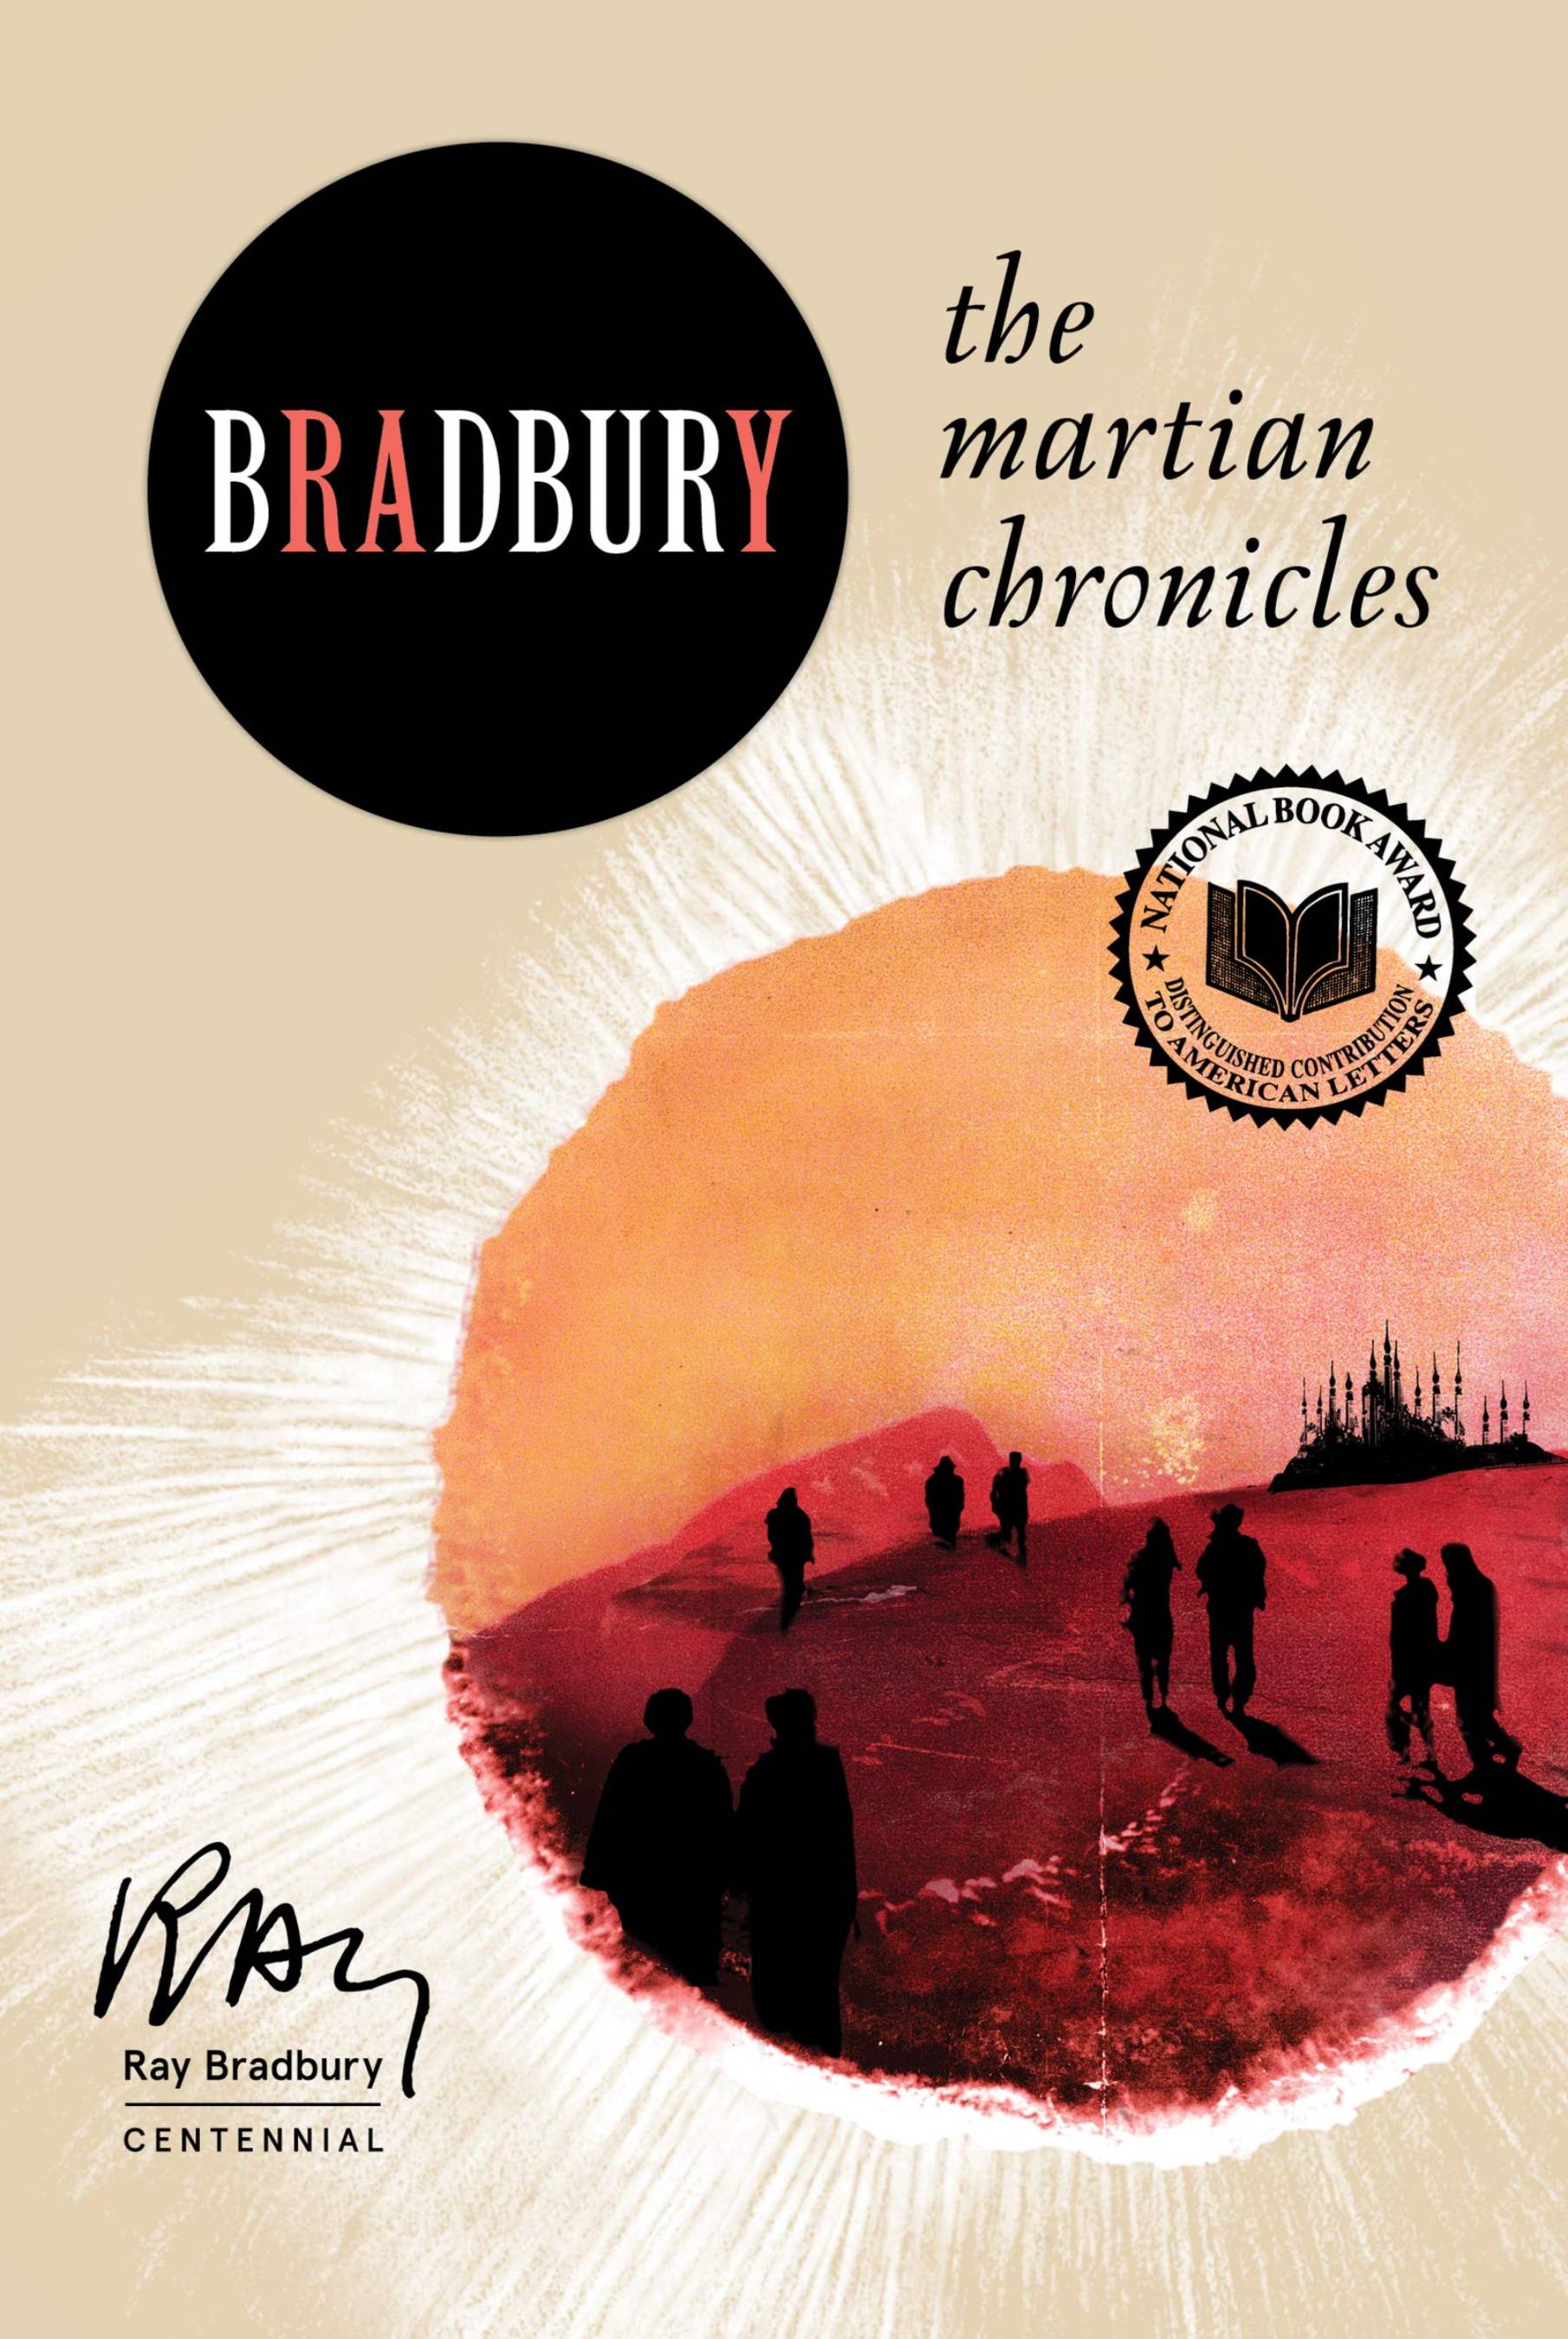 BRADBURY
the
martian
chronicles
NATIONAL BOOK AWARD
DISTINGUISHED CONTRIBUTION
TO AMERICAN LETTERS
RAy
Ray Bradbury
CENTENNIAL